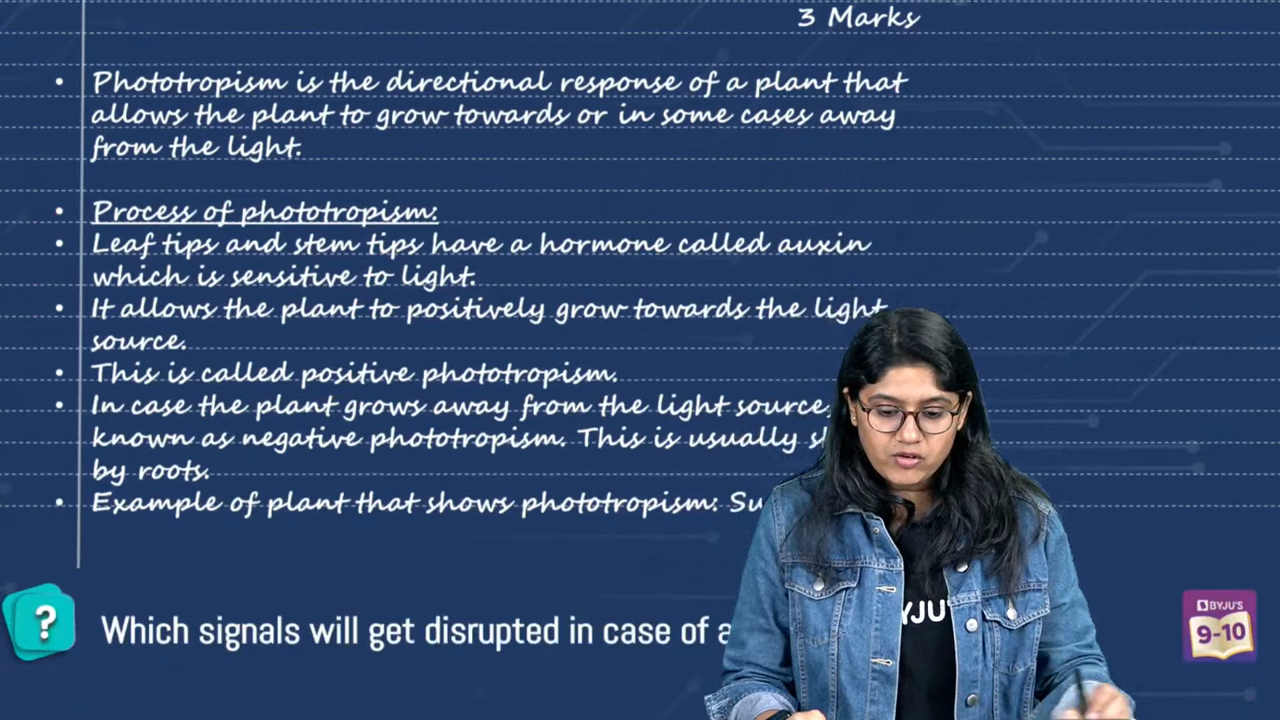 3 Marks
• Phototropism is the directional response of a plant that
allows the plant to grow towards or in some cases away
from the light.
• Process of phototropism:
• Leaf tips and stem tips have a hormone called auxin
which is sensitive to light.
• It allows the plant to positively grow towards the light
source.
• This is called positive phototropism.
• In case the plant grows away from the light source,
known as negative phototropism. This is usually
by roots.
• Example of plant that shows phototropism:
? Which signals will get disrupted in case of
BYJU'S
9-10
BYJU'